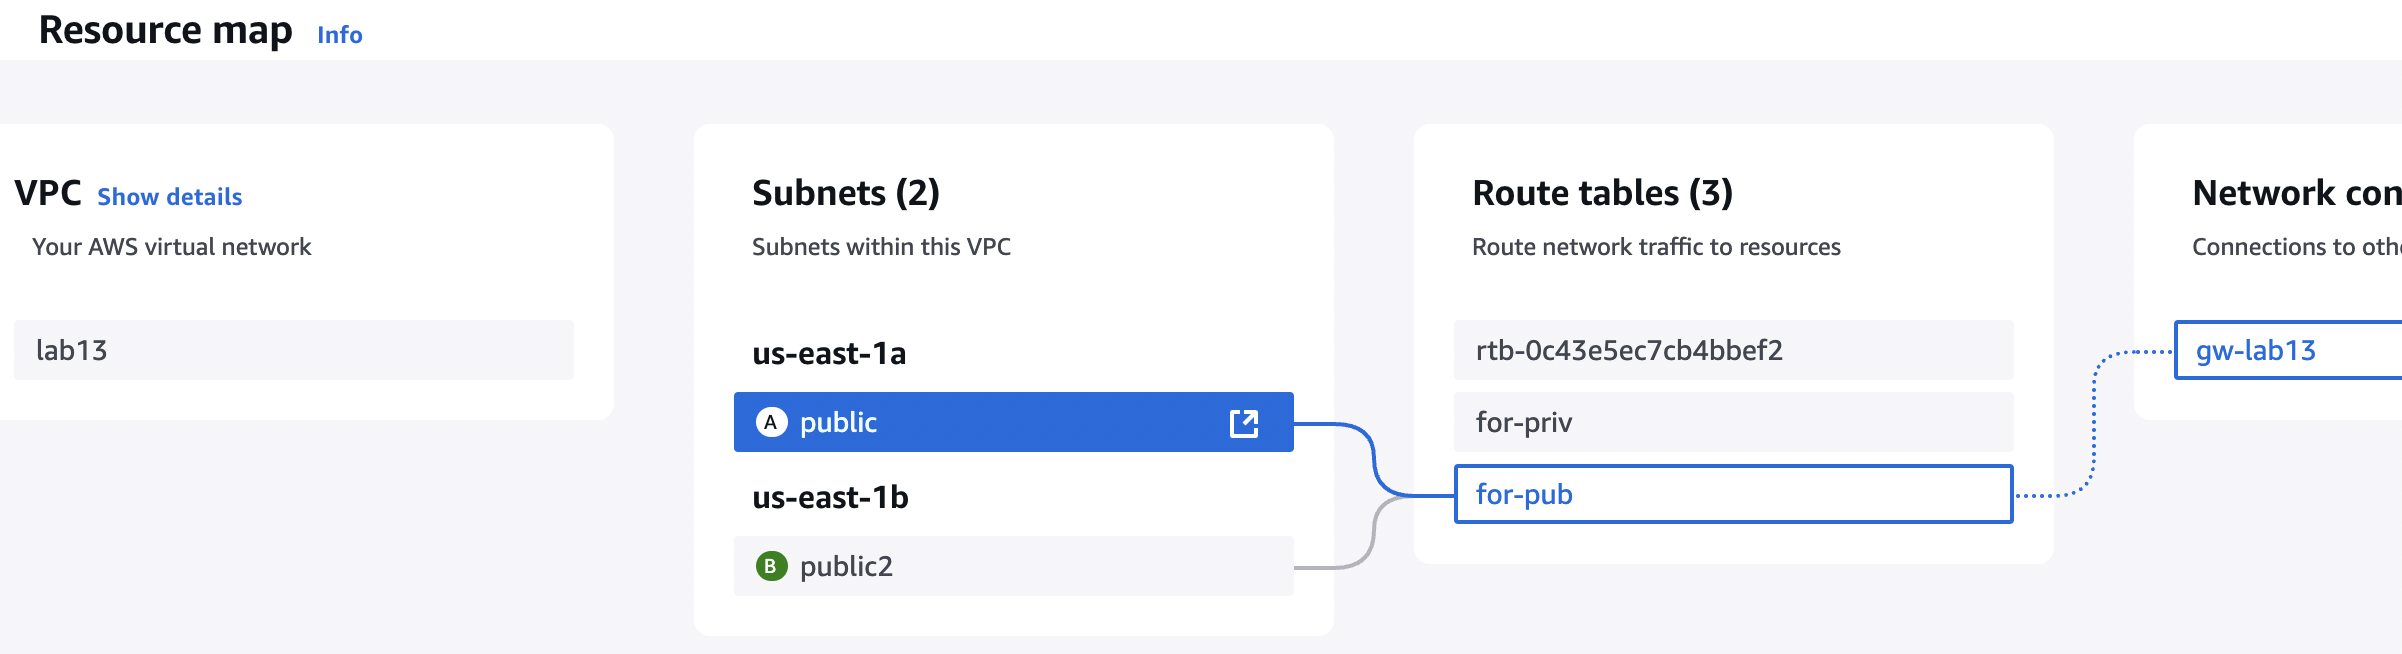 Resource map Info
VPC Show details
Your AWS virtual network
lab13
Subnets (2)
Subnets within this VPC
us-east-1a
A public
us-east-1b
B public2
Route tables (3)
Route network traffic to resources
rtb-0c43e5ec7cb4bbef2
for-priv
for-pub
Network con
Connections to othe
gw-lab13